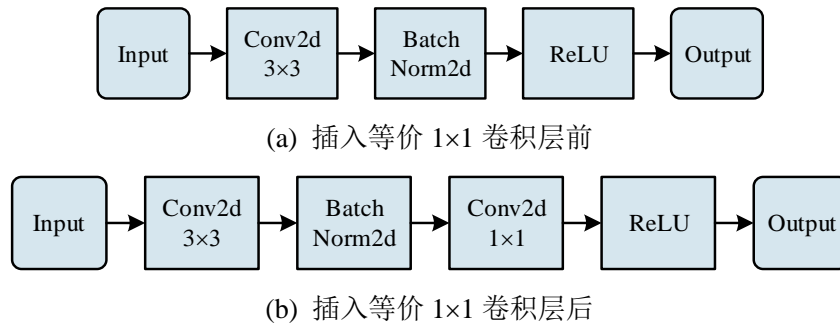 Input
Conv2d
3×3
Batch
Norm2d
ReLU
Output
(a) 插入等价 1×1 卷积层前
Input
Conv2d
3×3
Batch
Norm2d
Conv2d
1×1
ReLU
Output
(b) 插入等价 1×1 卷积层后